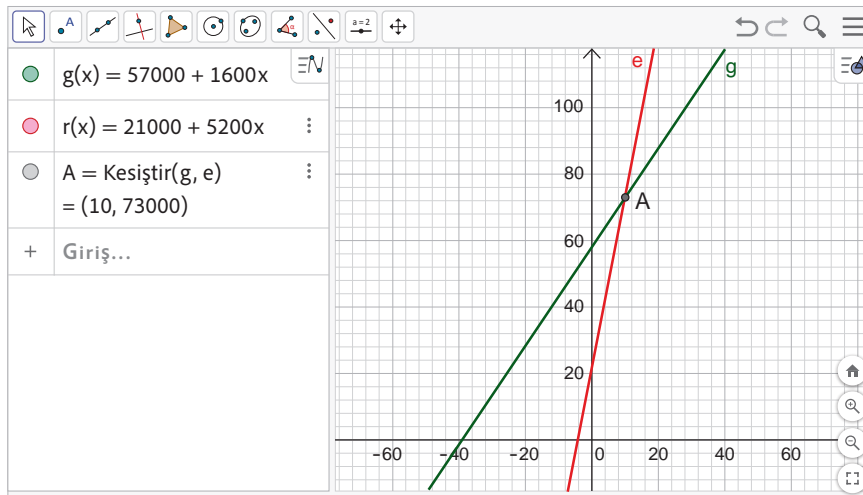 A
a = 2
g(x) = 57000 + 1600x
r(x) = 21000 + 5200x
A = Kesiştir(g, e)
= (10, 73000)
+ Giriş...
e
g
A
100
80
60
40
20
−60 −40 −20 0 20 40 60